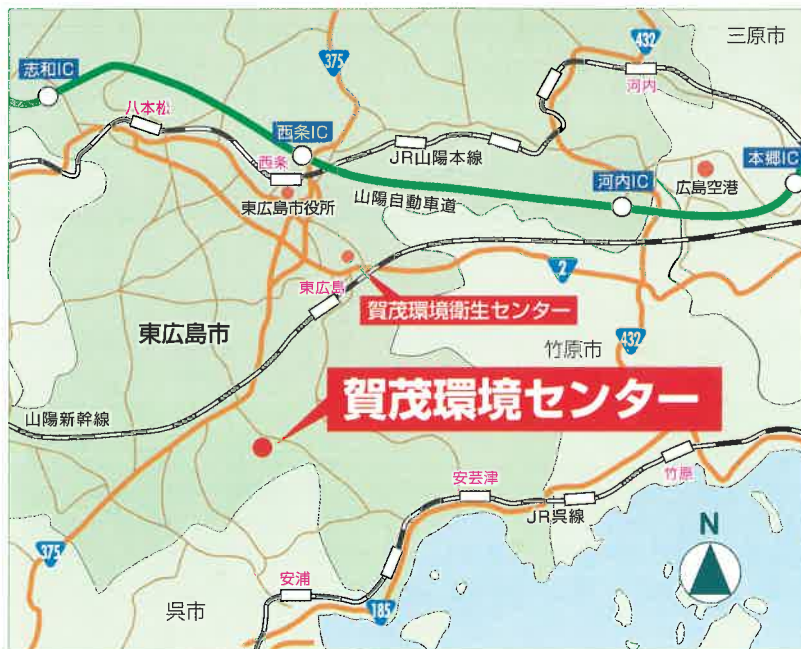 432
三原市
375
志和IC
河内
八本松
西条IC
JR山陽本線
本郷IC
西条
河内IC
広島空港
東広島市役所
山陽自動車道
2
東広島
賀茂環境衛生センター
東広島市
432
竹原市
賀茂環境センター
山陽新幹線
竹原
安芸津
JR呉線
N
375
安浦
185
呉市